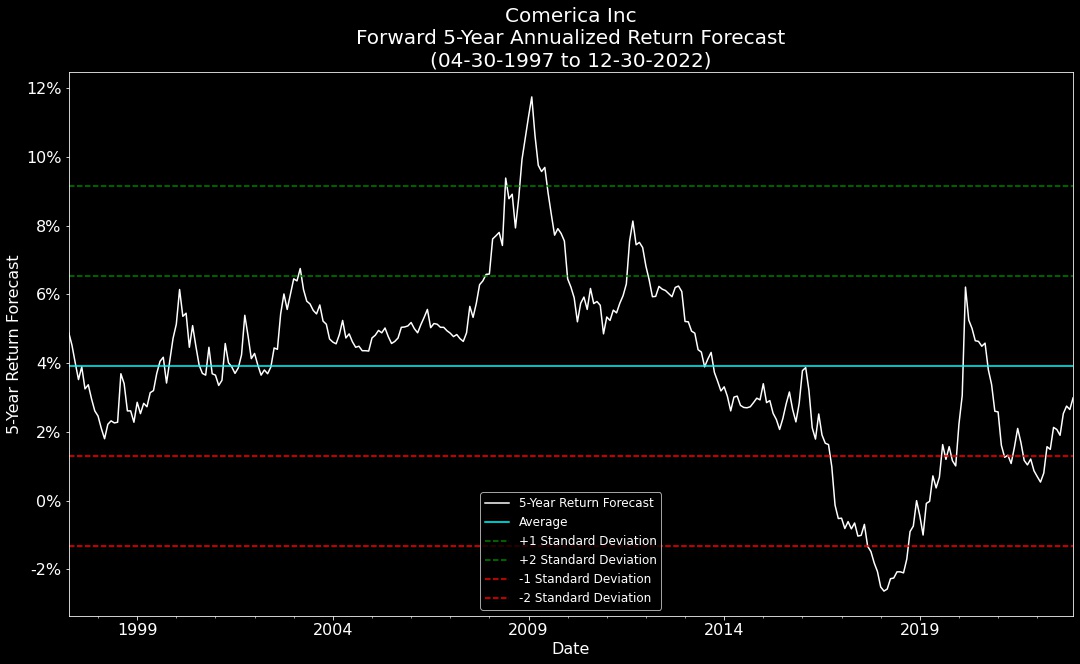 Comerica Inc
Forward 5-Year Annualized Return Forecast
(04-30-1997 to 12-30-2022)
12%
10%
8%
6%
4%
2%
0%
-2%
5-Year Return Forecast
5-Year Return Forecast
Average
+1 Standard Deviation
+2 Standard Deviation
-1 Standard Deviation
-2 Standard Deviation
1999 2004 2009 2014 2019
Date